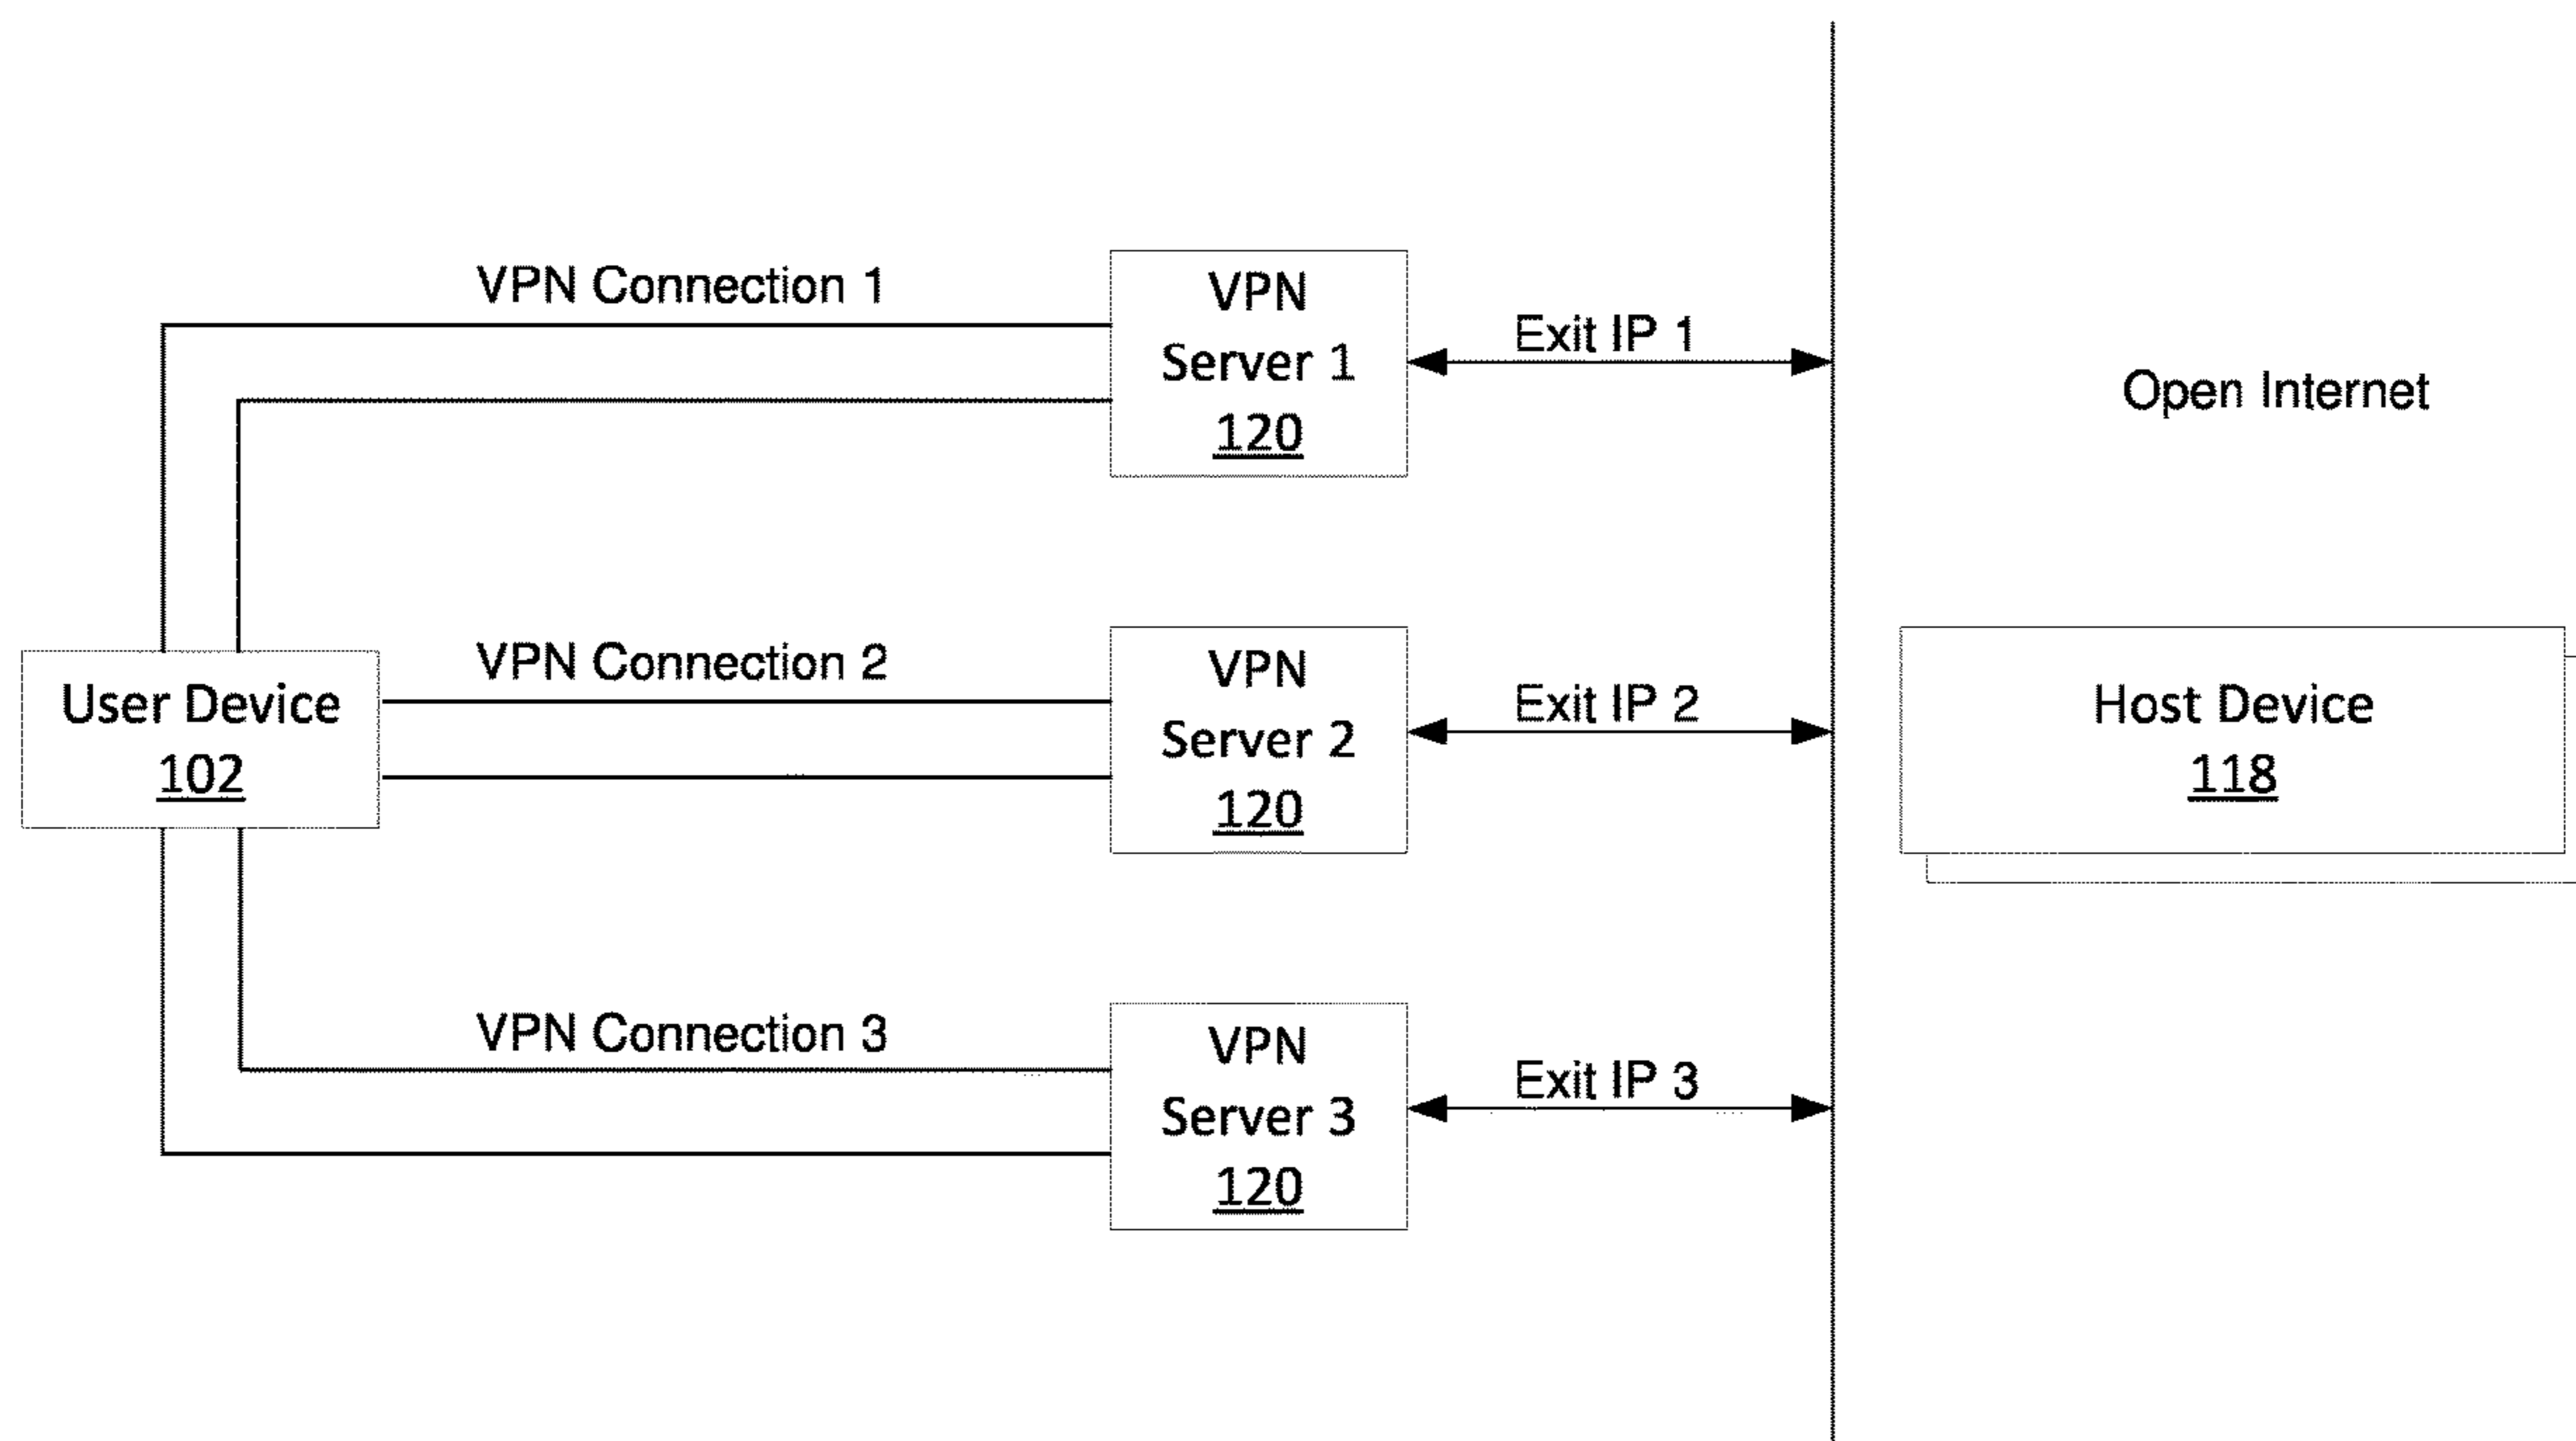 VPN Connection 1
VPN
Server 1
120
Exit IP 1
Open Internet
User Device
102
VPN Connection 2
VPN
Server 2
120
Exit IP 2
Host Device
118
VPN Connection 3
VPN
Server 3
120
Exit IP 3